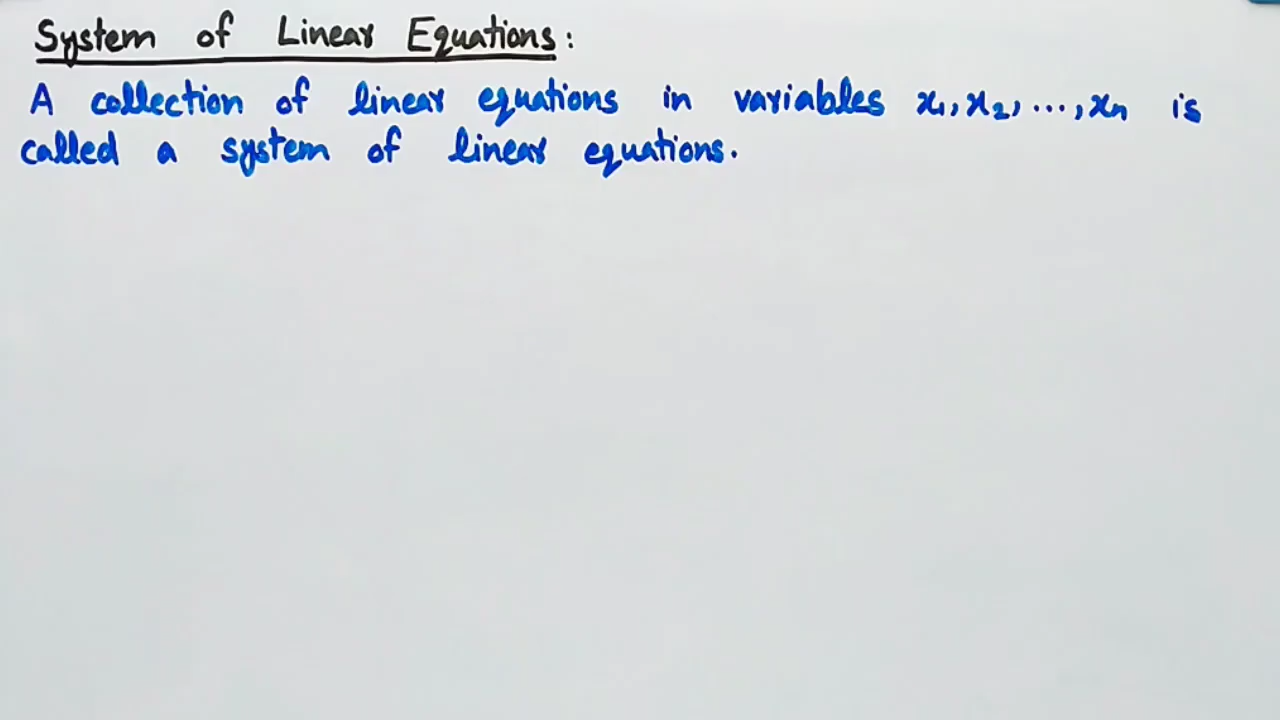 System of Linear Equations:
A collection of linear equations in variables x₁, x₂, ..., xₙ is
called a system of linear equations.